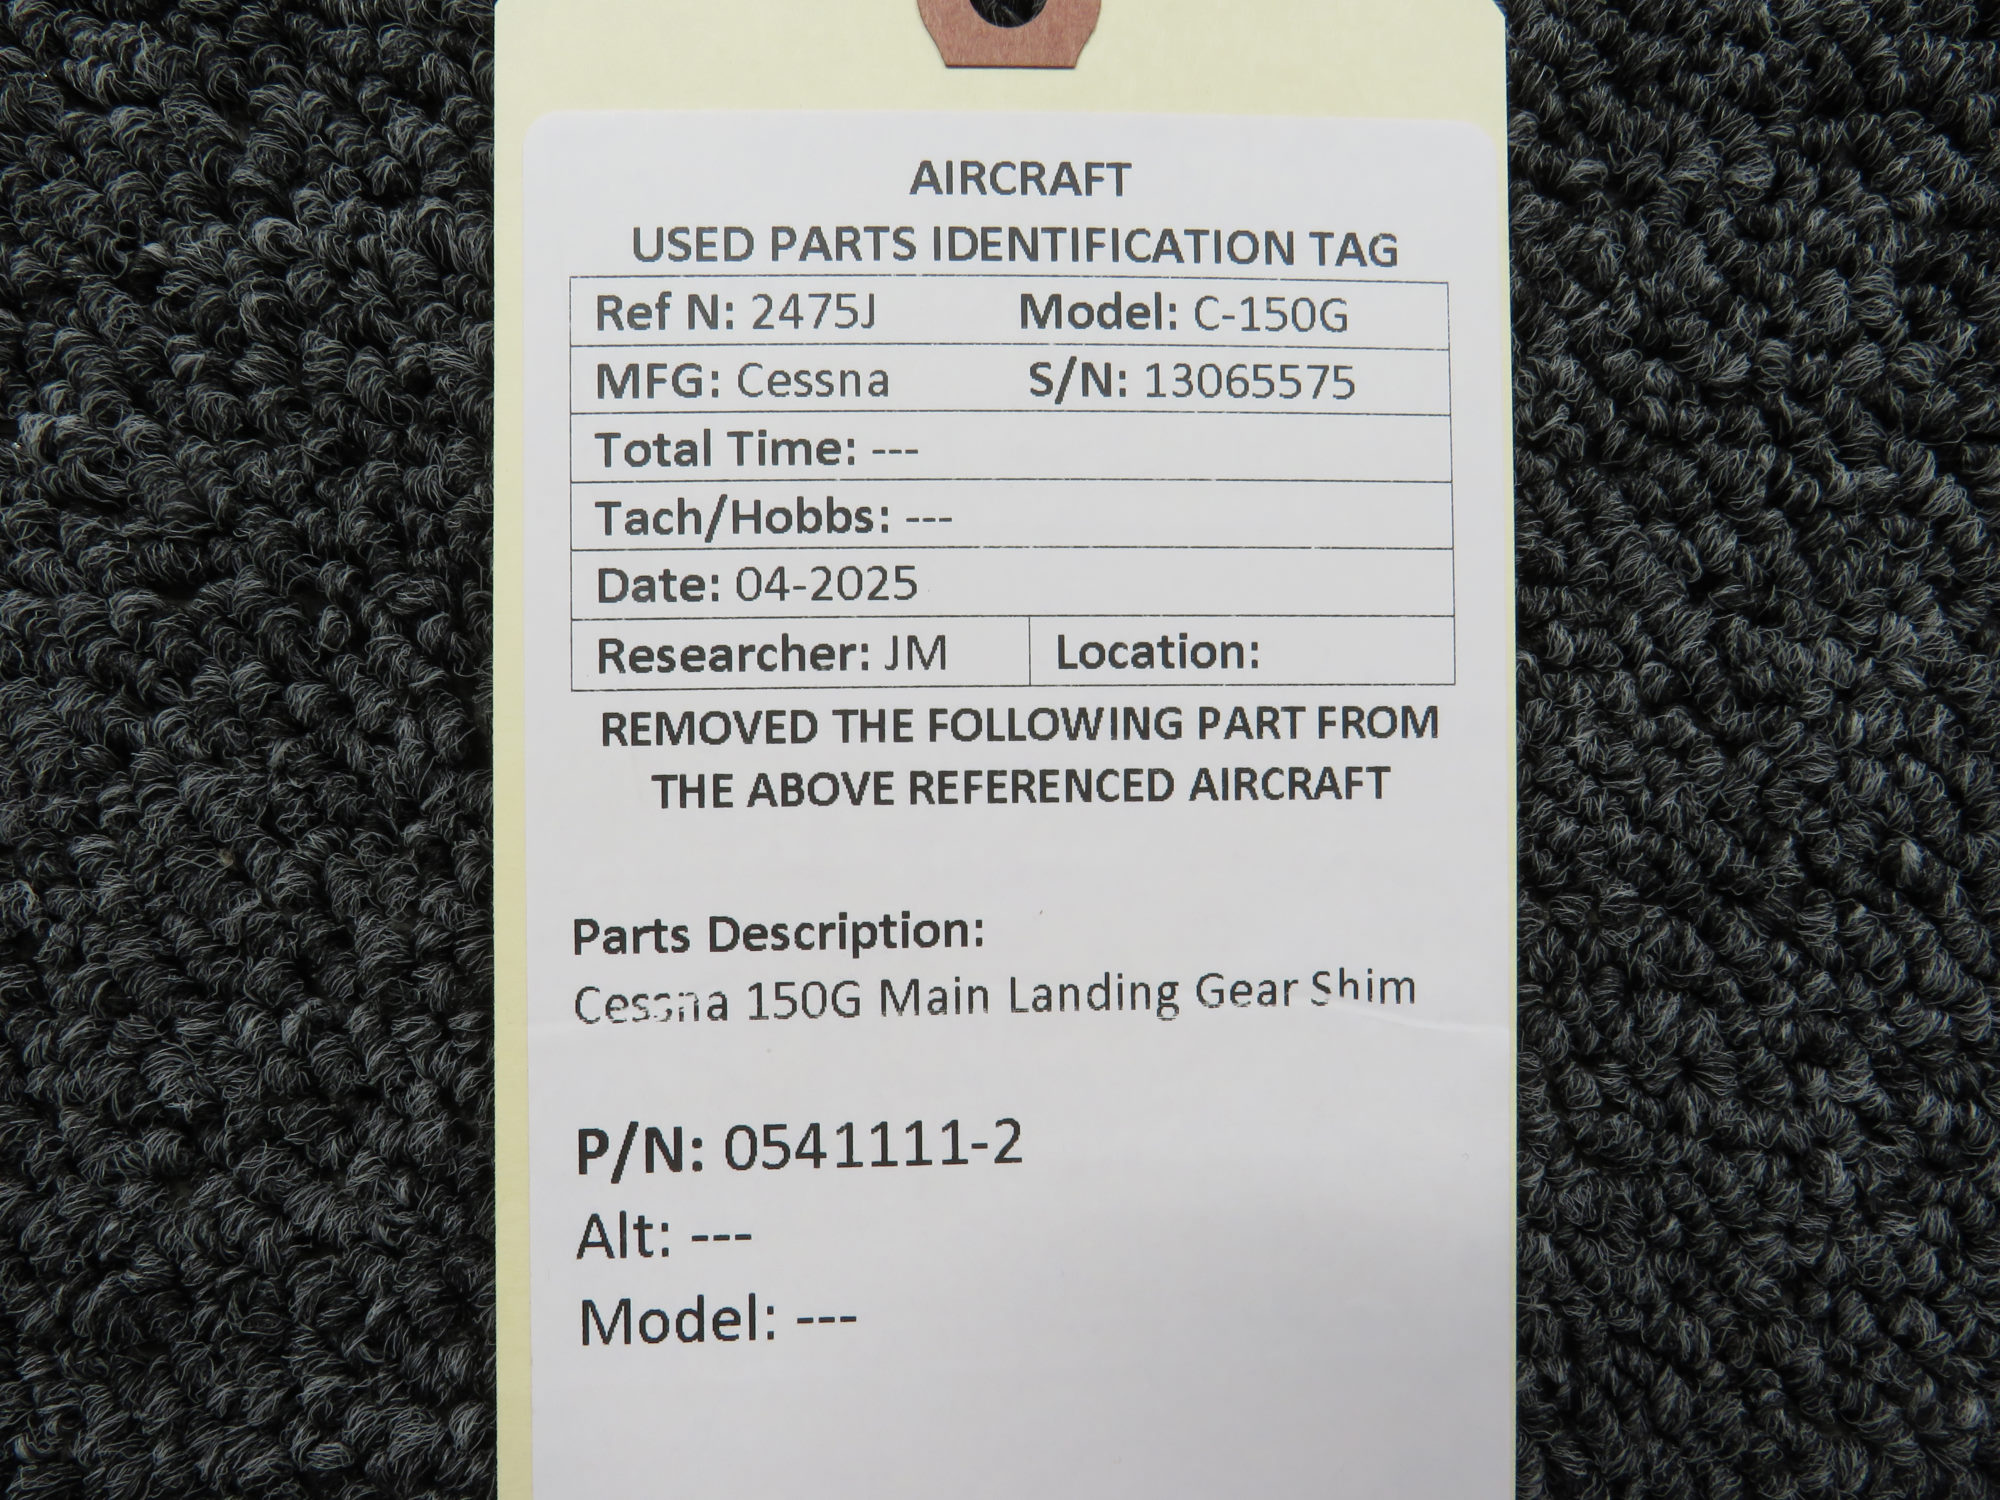 AIRCRAFT
USED PARTS IDENTIFICATION TAG
Ref N: 2475J Model: C-150G
MFG: Cessna S/N: 13065575
Total Time: ---
Tach/Hobbs: ---
Date: 04-2025
Researcher: JM Location:
REMOVED THE FOLLOWING PART FROM
THE ABOVE REFERENCED AIRCRAFT
Parts Description:
Cessna 150G Main Landing Gear Shim
P/N: 0541111-2
Alt: ---
Model: ---